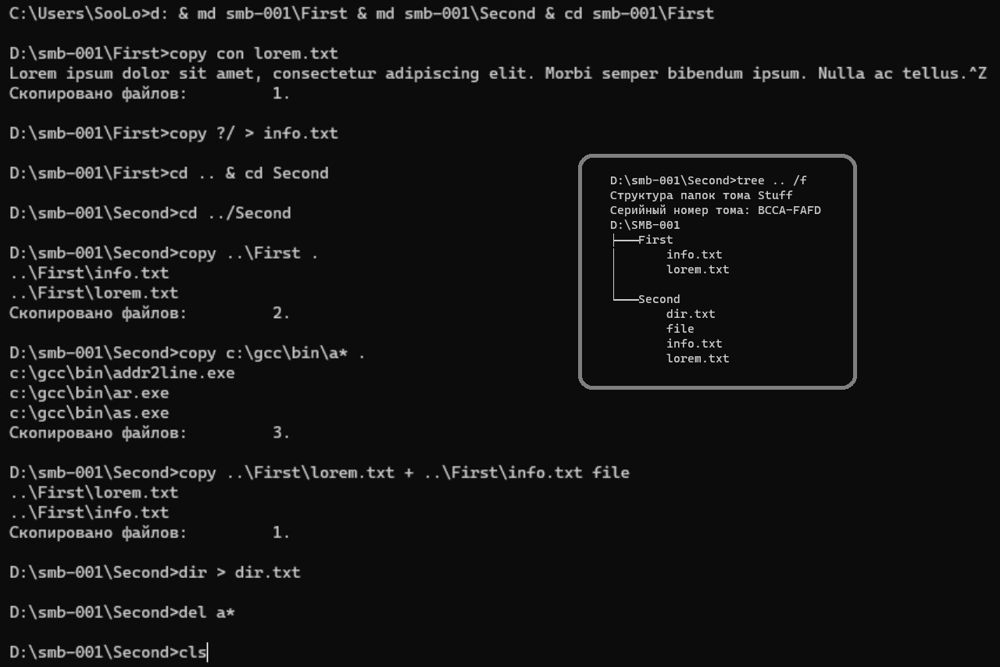 C:\Users\SooLo>d: & md smb-001\First & md smb-001\Second & cd smb-001\First
D:\smb-001\First>copy con lorem.txt
Lorem ipsum dolor sit amet, consectetur adipiscing elit. Morbi semper bibendum ipsum. Nulla ac tellus.^Z
Скопировано файлов:         1.
D:\smb-001\First>copy ?/ > info.txt
D:\smb-001\First>cd .. & cd Second
D:\smb-001\Second>cd ../Second
D:\smb-001\Second>copy ..\First .
..\First\info.txt
..\First\lorem.txt
Скопировано файлов:         2.
D:\smb-001\Second>copy c:\gcc\bin\a* .
c:\gcc\bin\addr2line.exe
c:\gcc\bin\ar.exe
c:\gcc\bin\as.exe
Скопировано файлов:         3.
D:\smb-001\Second>copy ..\First\lorem.txt + ..\First\info.txt file
..\First\lorem.txt
..\First\info.txt
Скопировано файлов:         1.
D:\smb-001\Second>dir > dir.txt
D:\smb-001\Second>del a*
D:\smb-001\Second>cls
D:\smb-001\Second>tree .. /f
Структура папок тома Stuff
Серийный номер тома: BCCA-FAFD
D:\SMB-001
├───First
│       info.txt
│       lorem.txt
│
└───Second
        dir.txt
        file
        info.txt
        lorem.txt